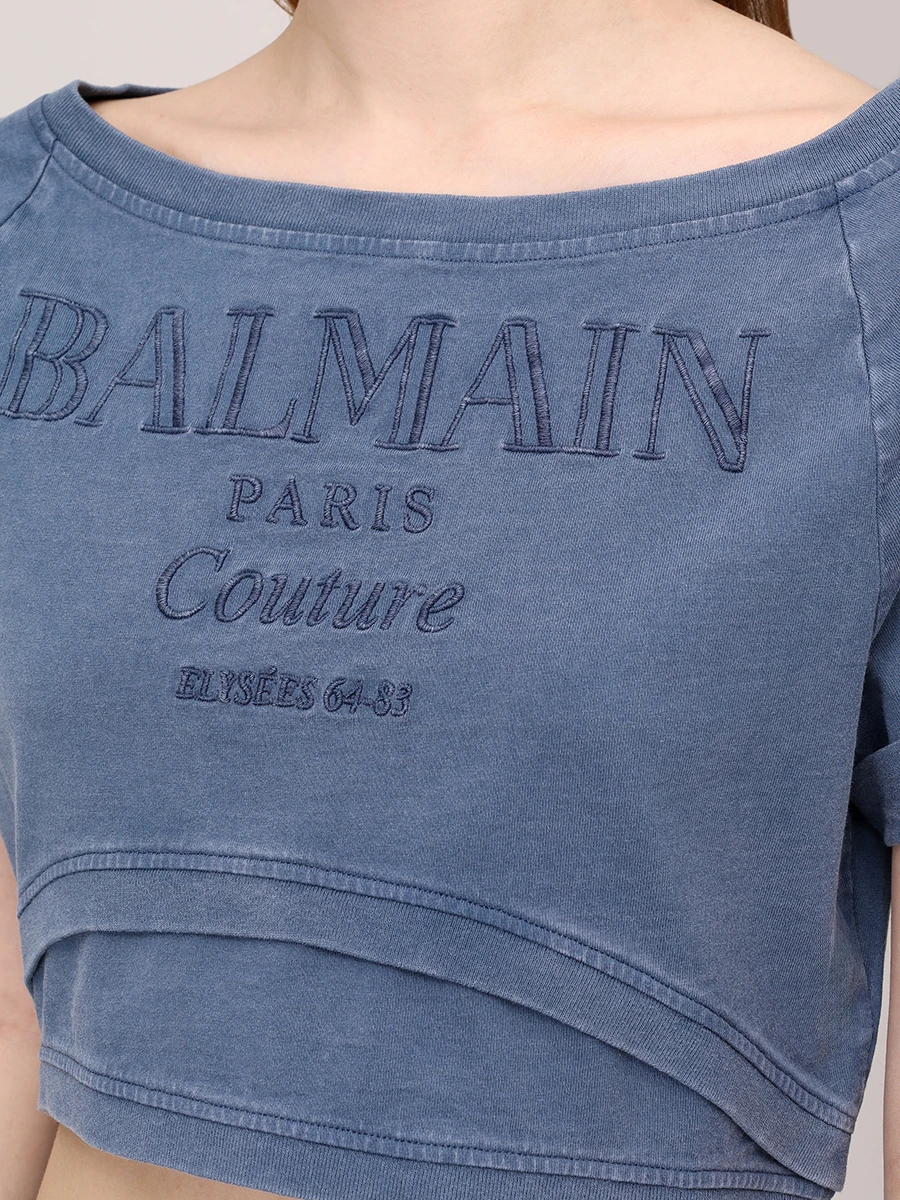 BALMAIN
PARIS
Couture
ELYSÉES 64-83